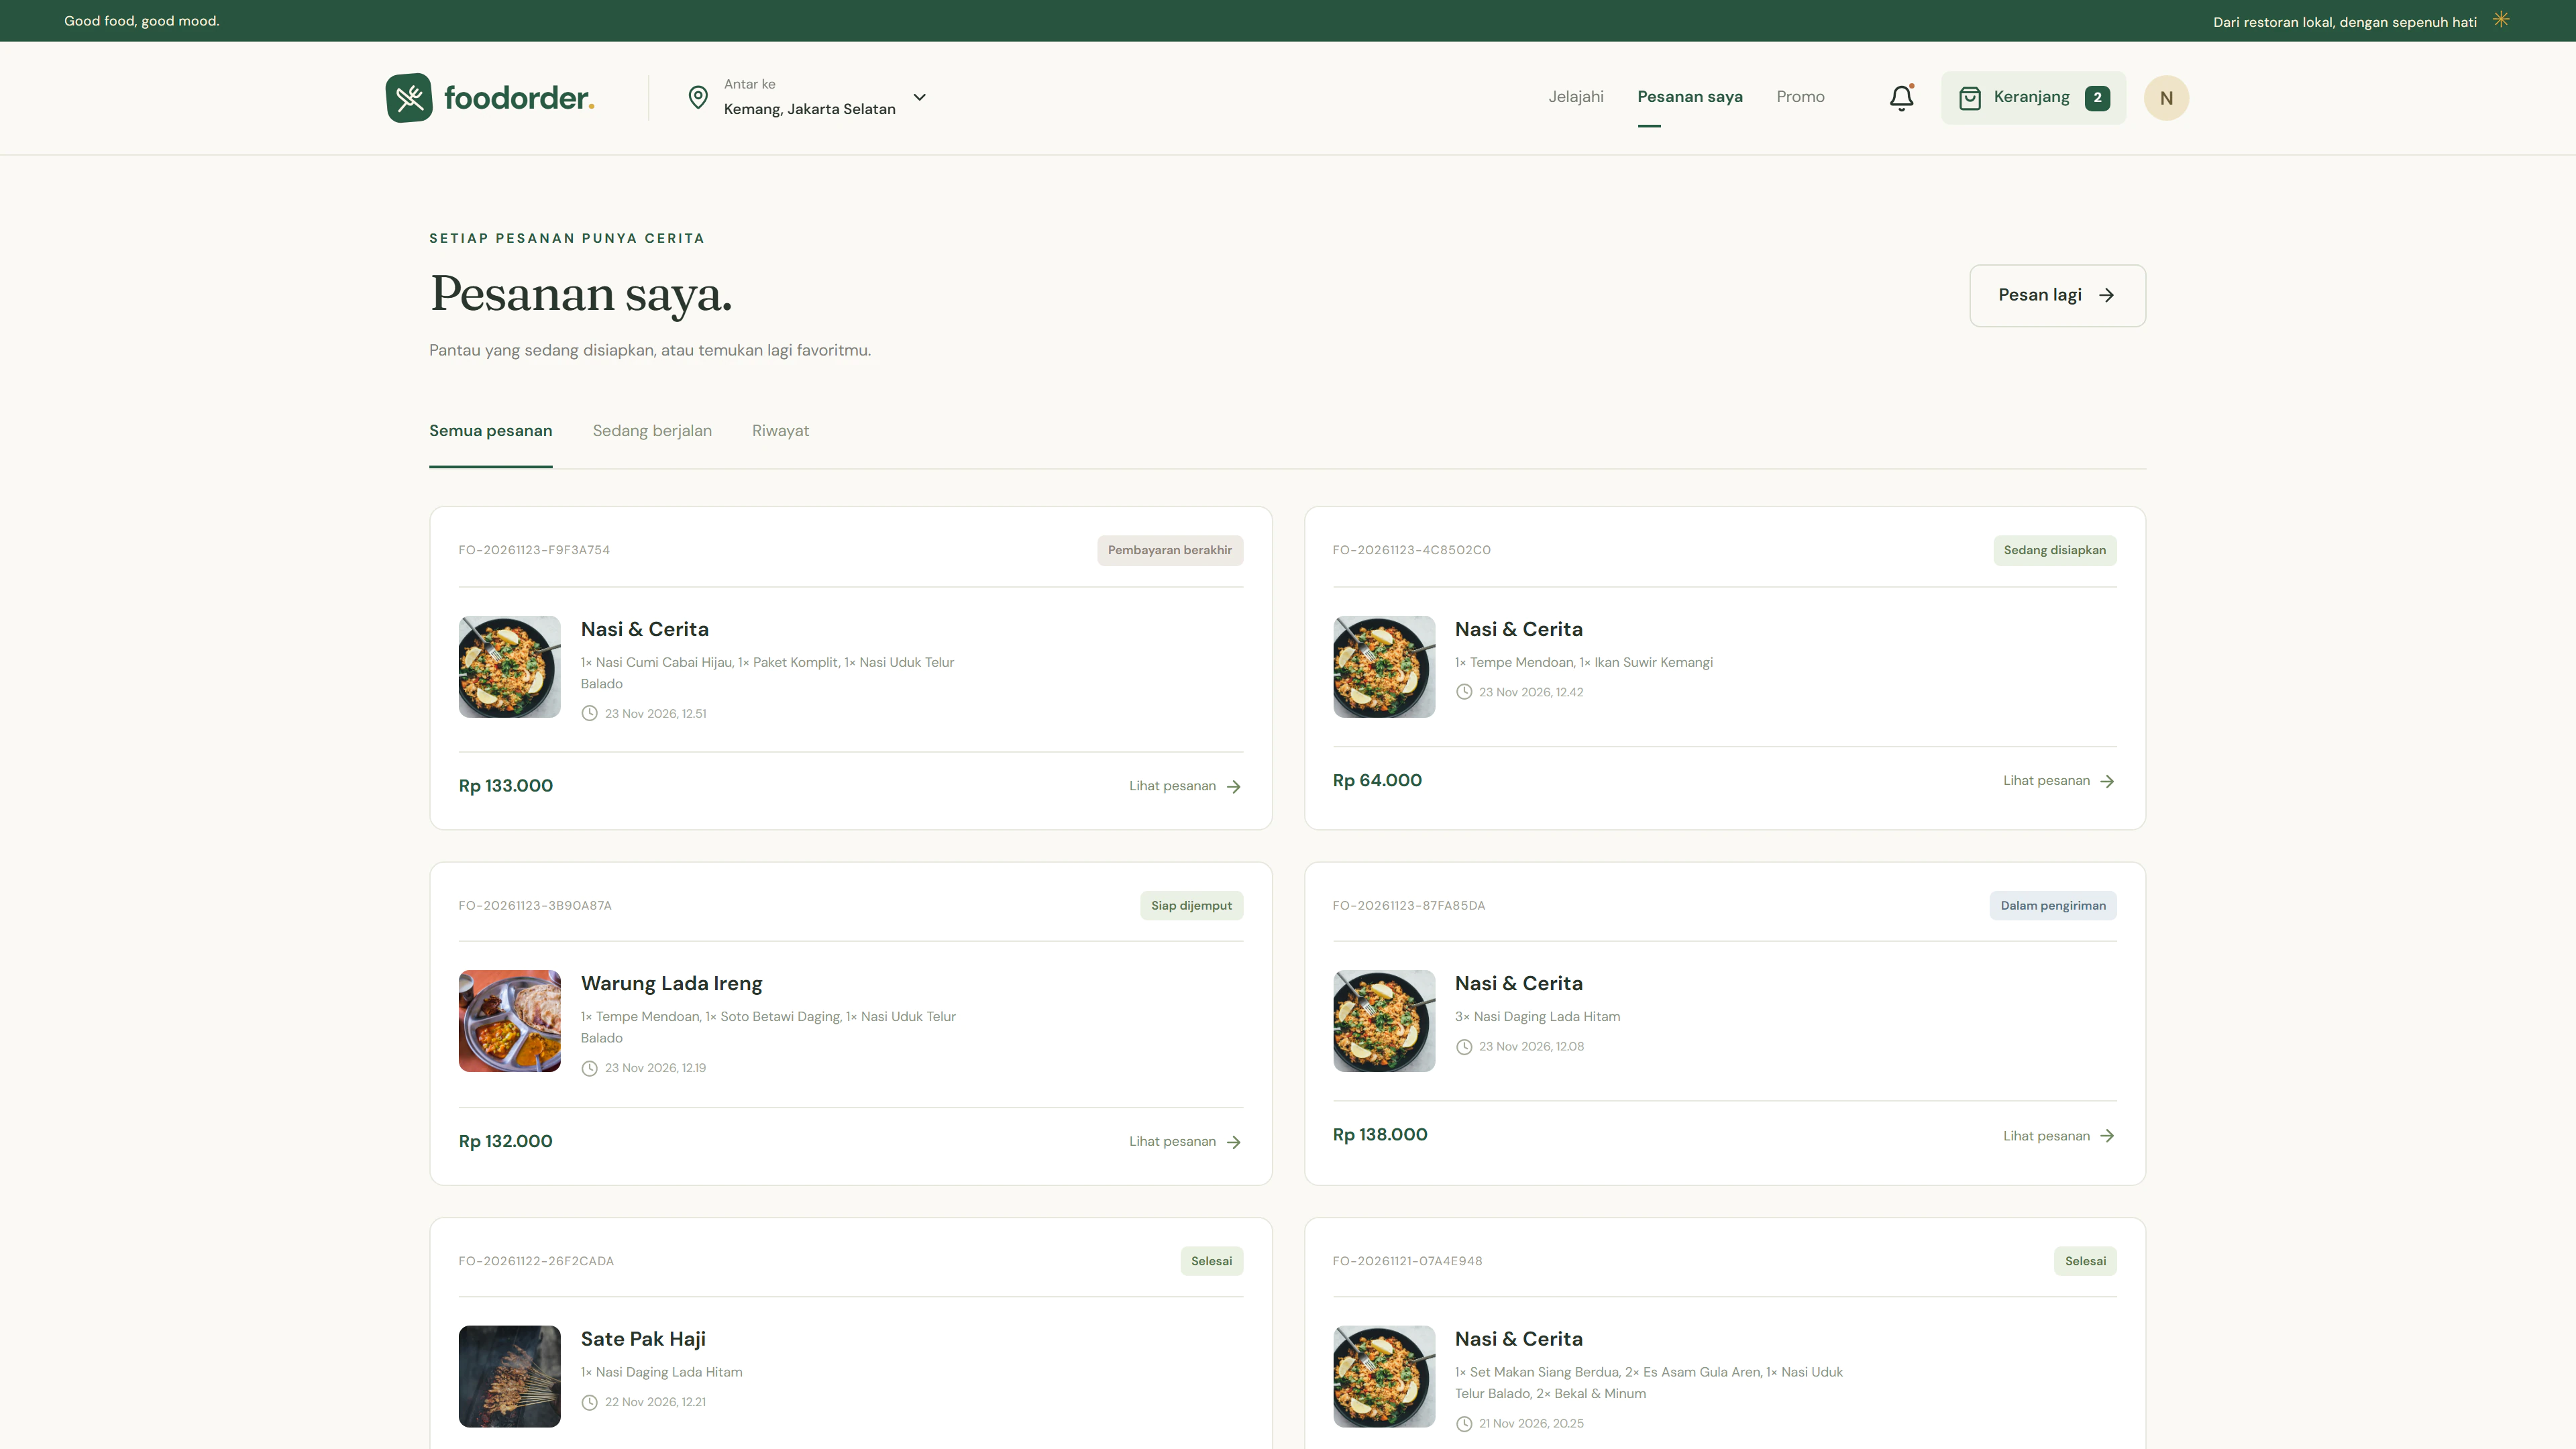 Good food, good mood.
Dari restoran lokal, dengan sepenuh hati
foodorder.
Antar ke
Kemang, Jakarta Selatan
Jelajahi
Pesanan saya
Promo
Keranjang
2
N
SETIAP PESANAN PUNYA CERITA
Pesanan saya.
Pantau yang sedang disiapkan, atau temukan lagi favoritmu.
Pesan lagi
Semua pesanan
Sedang berjalan
Riwayat
FO-20261123-F9F3A754
Pembayaran berakhir
Nasi & Cerita
1× Nasi Cumi Cabai Hijau, 1× Paket Komplit, 1× Nasi Uduk Telur
Balado
23 Nov 2026, 12.51
Rp 133.000
Lihat pesanan
FO-20261123-4C8502C0
Sedang disiapkan
Nasi & Cerita
1× Tempe Mendoan, 1× Ikan Suwir Kemangi
23 Nov 2026, 12.42
Rp 64.000
Lihat pesanan
FO-20261123-3B90A87A
Siap dijemput
Warung Lada Ireng
1× Tempe Mendoan, 1× Soto Betawi Daging, 1× Nasi Uduk Telur
Balado
23 Nov 2026, 12.19
Rp 132.000
Lihat pesanan
FO-20261123-87FA85DA
Dalam pengiriman
Nasi & Cerita
3× Nasi Daging Lada Hitam
23 Nov 2026, 12.08
Rp 138.000
Lihat pesanan
FO-20261122-26F2CADA
Selesai
Sate Pak Haji
1× Nasi Daging Lada Hitam
22 Nov 2026, 12.21
FO-20261121-07A4E948
Selesai
Nasi & Cerita
1× Set Makan Siang Berdua, 2× Es Asam Gula Aren, 1× Nasi Uduk
Telur Balado, 2× Bekal & Minum
21 Nov 2026, 20.25